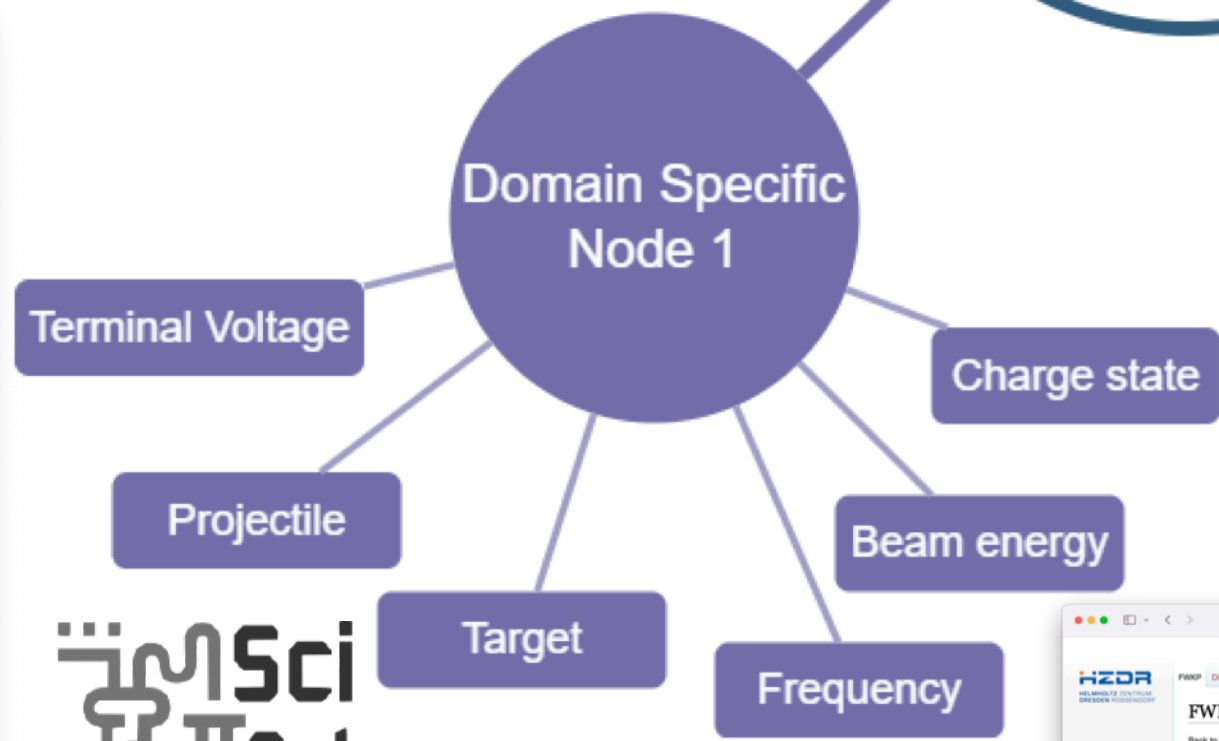 Domain Specific
Node 1
Terminal Voltage
Charge state
Projectile
Beam energy
Target
Frequency
Sci
HZDR
HELMHOLTZ ZENTRUM
DRESDEN ROSSENDORF
FWKP